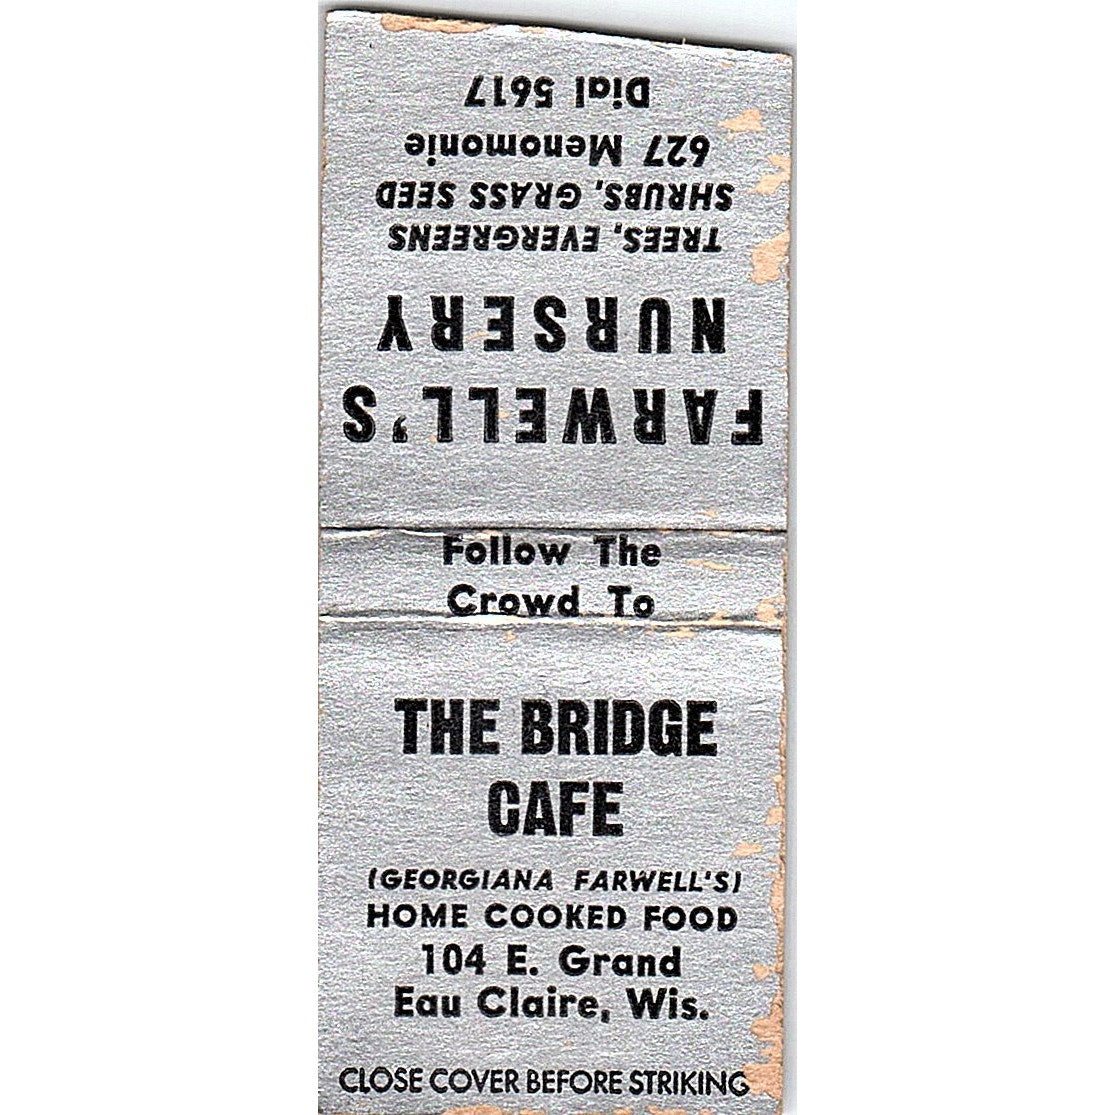 FARWELL'S
NURSERY
TREES, EVERGREENS
SHRUBS, GRASS SEED
627 Menomonie
Dial 5617
Follow The
Crowd To
THE BRIDGE
CAFE
(GEORGIANA FARWELL'S)
HOME COOKED FOOD
104 E. Grand
Eau Claire, Wis.
CLOSE COVER BEFORE STRIKING